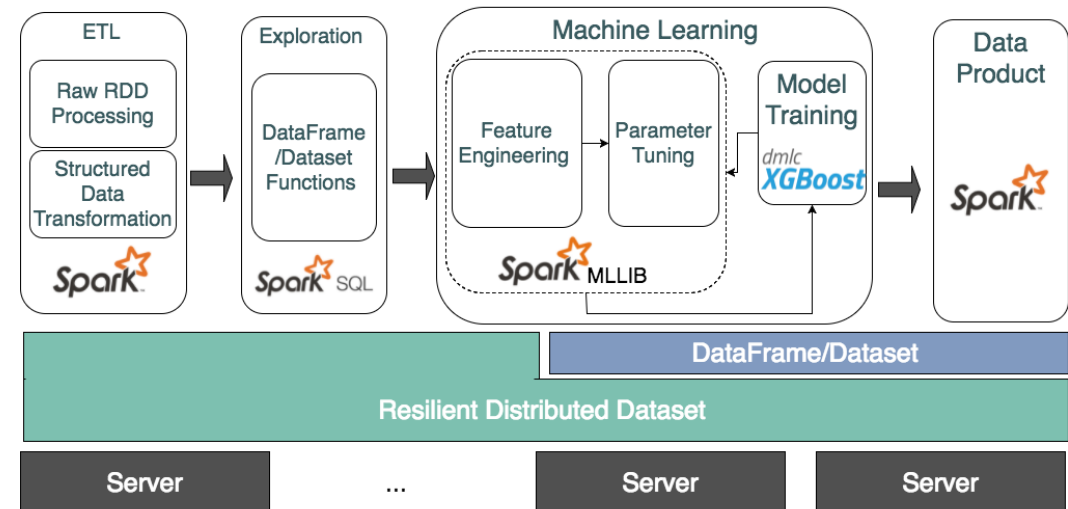 ETL
Raw RDD
Processing
Structured
Data
Transformation
Spark
Exploration
DataFrame
/Dataset
Functions
Spark SQL
Machine Learning
Feature
Engineering
Parameter
Tuning
Spark MLLIB
Model
Training
dmlc
XGBoost
Data
Product
Spark
DataFrame/Dataset
Resilient Distributed Dataset
Server
...
Server
Server